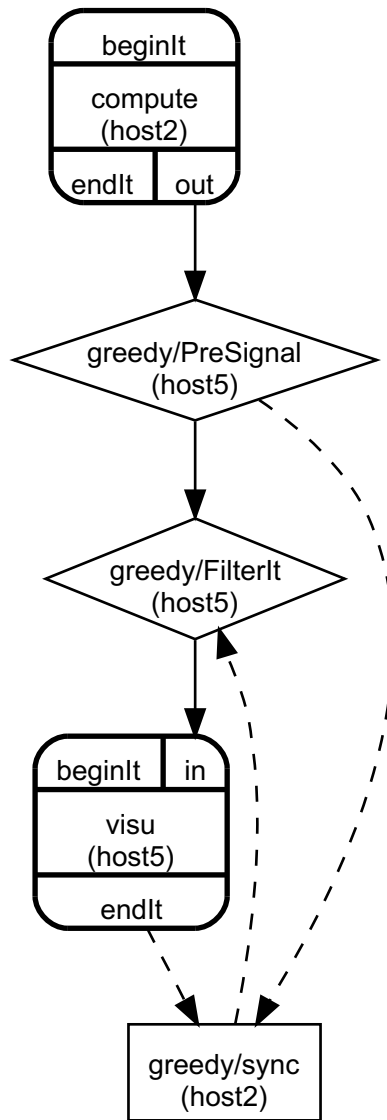 beginIt
compute
(host2)
endIt out
greedy/PreSignal
(host5)
greedy/FilterIt
(host5)
beginIt in
visu
(host5)
endIt
greedy/sync
(host2)